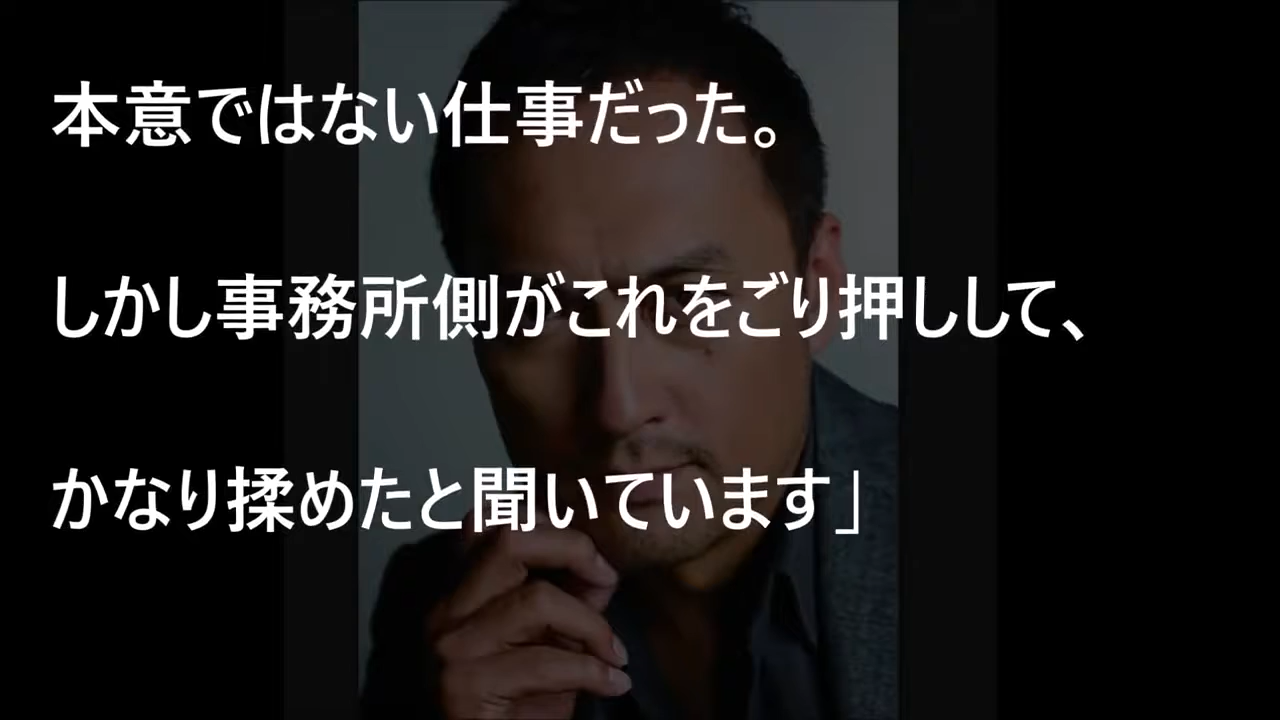 本意ではない仕事だった。
しかし事務所側がこれをごり押しして、
かなり揉めたと聞いています」